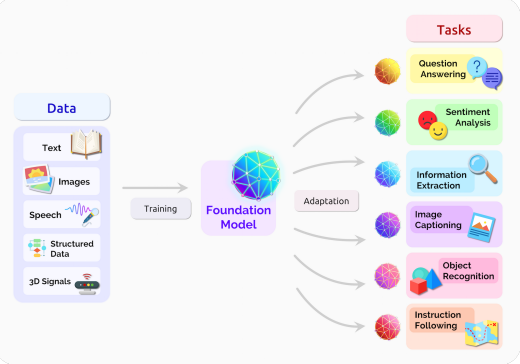 Data
Text
Images
Speech
Structured
Data
3D Signals
Training
Foundation
Model
Adaptation
Tasks
Question
Answering
?
Sentiment
Analysis
Information
Extraction
Image
Captioning
Object
Recognition
Instruction
Following